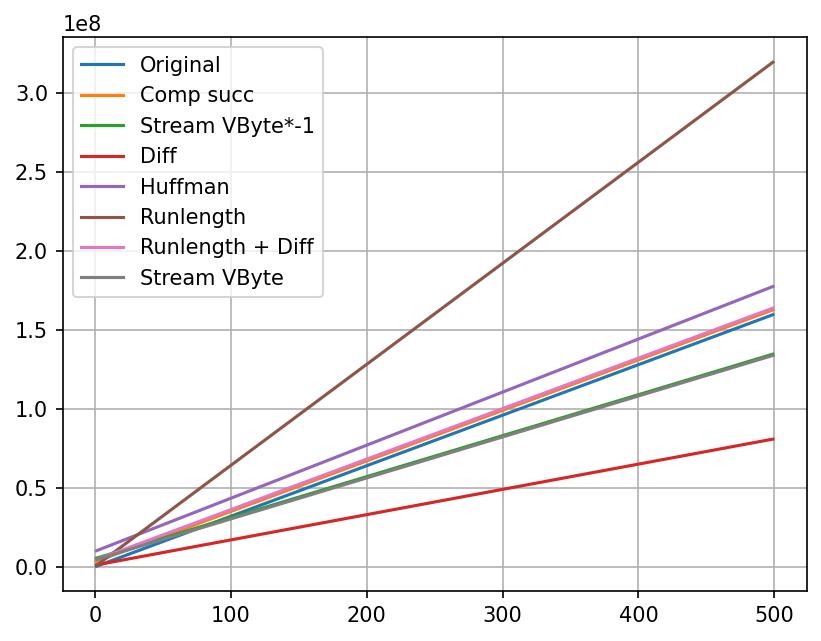 1e8
3.0
2.5
2.0
1.5
1.0
0.5
0.0
Original
Comp succ
Stream VByte*-1
Diff
Huffman
Runlength
Runlength + Diff
Stream VByte
0 100 200 300 400 500